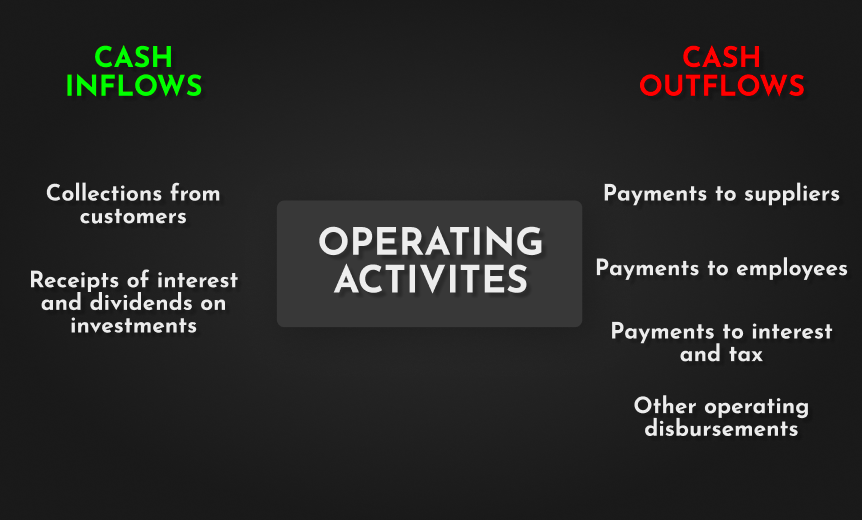 CASH
INFLOWS
Collections from
customers
Receipts of interest
and dividends on
investments
OPERATING
ACTIVITES
CASH
OUTFLOWS
Payments to suppliers
Payments to employees
Payments to interest
and tax
Other operating
disbursements